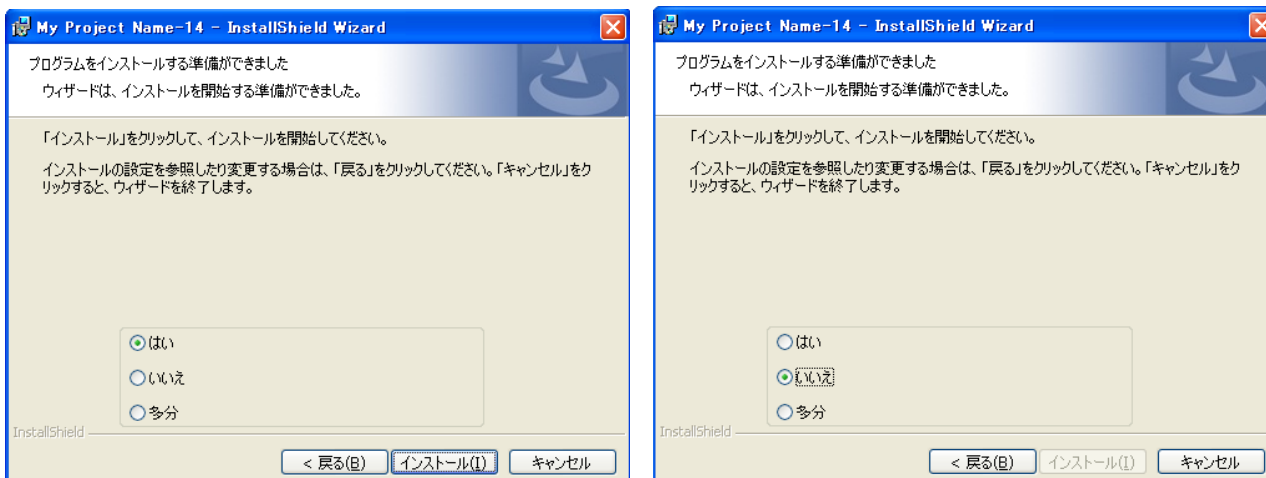 My Project Name-14 - InstallShield Wizard
プログラムをインストールする準備ができました
ウィザードは、インストールを開始する準備ができました。
「インストール」をクリックして、インストールを開始してください。
インストールの設定を参照したり変更する場合は、「戻る」をクリックしてください。「キャンセル」をク
リックすると、ウィザードを終了します。
はい
いいえ
多分
InstallShield
< 戻る(B)
インストール(I)
キャンセル
My Project Name-14 - InstallShield Wizard
プログラムをインストールする準備ができました
ウィザードは、インストールを開始する準備ができました。
「インストール」をクリックして、インストールを開始してください。
インストールの設定を参照したり変更する場合は、「戻る」をクリックしてください。「キャンセル」をク
リックすると、ウィザードを終了します。
はい
いいえ
多分
InstallShield
< 戻る(B)
インストール(I)
キャンセル